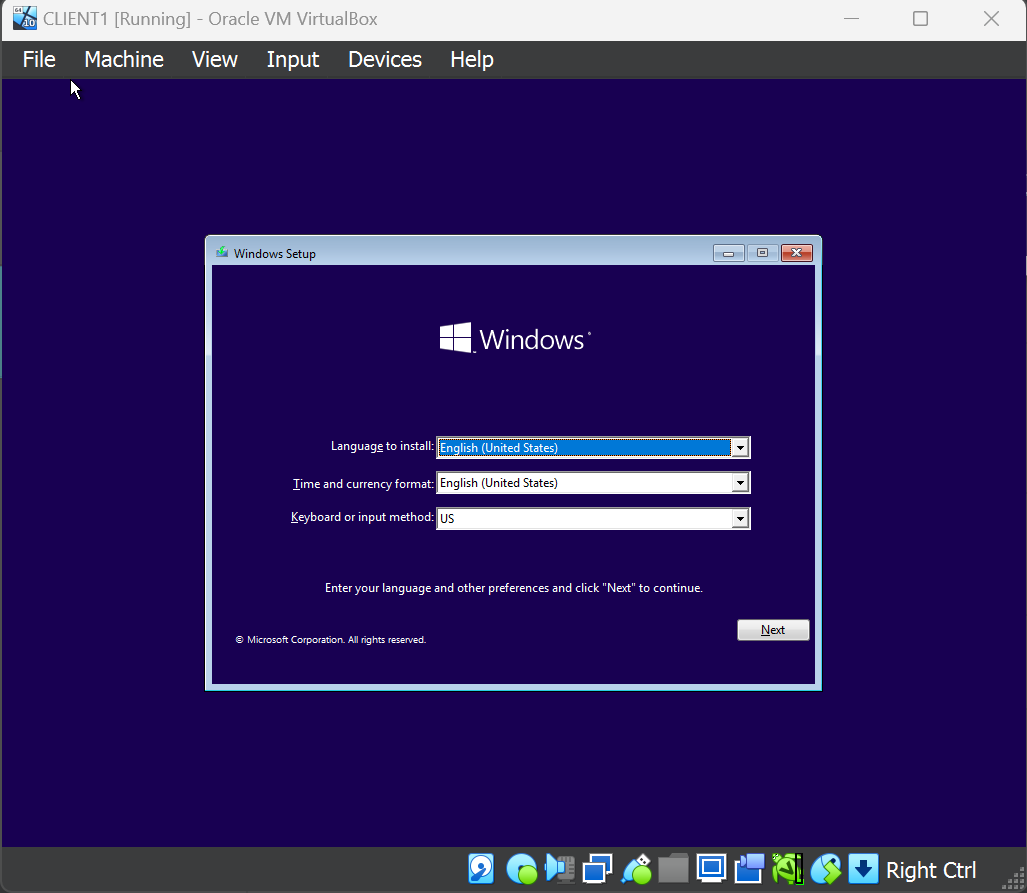 CLIENT1 [Running] - Oracle VM VirtualBox
File Machine View Input Devices Help
Windows Setup
Windows
Language to install: English (United States)
Time and currency format: English (United States)
Keyboard or input method: US
Enter your language and other preferences and click "Next" to continue.
Next
© Microsoft Corporation. All rights reserved.
Right Ctrl